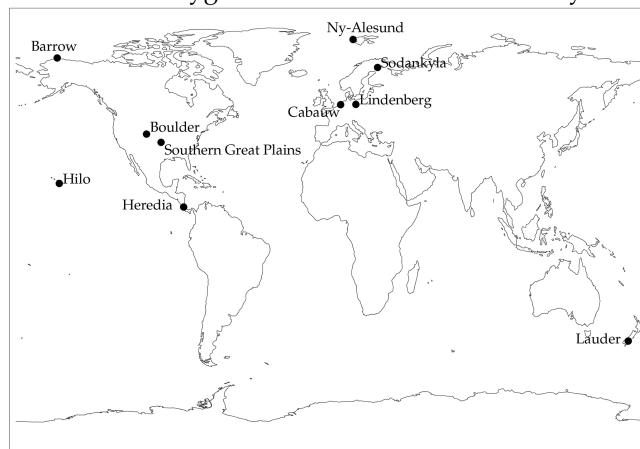 Ny-Alesund
Barrow
Sodankyla
Cabauw
Lindenberg
Boulder
Southern Great Plains
Hilo
Heredia
Lauder